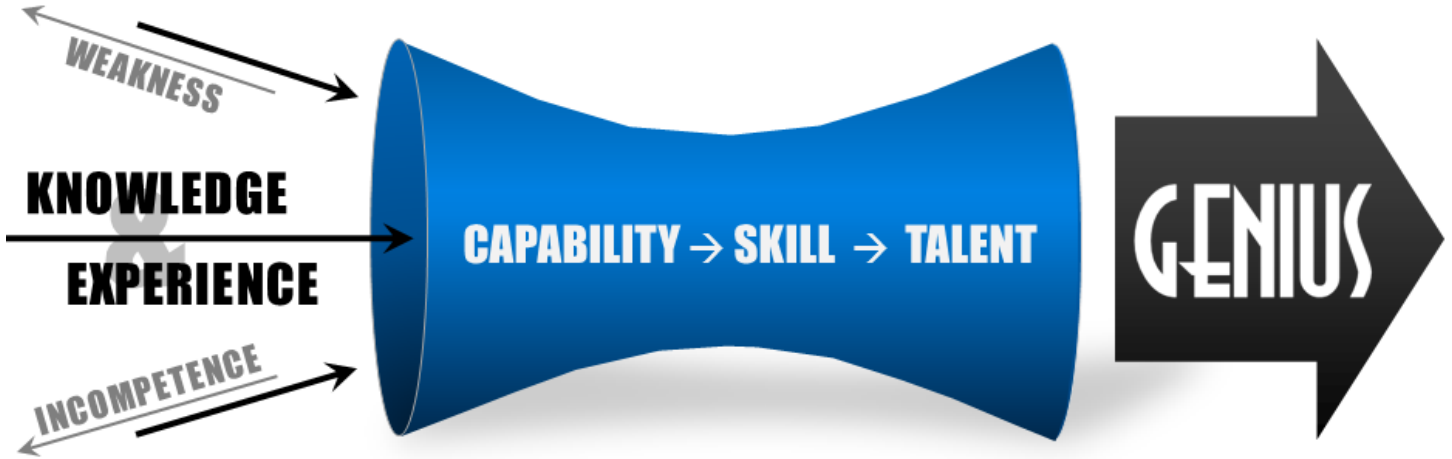 WEAKNESS
KNOWLEDGE
&
EXPERIENCE
INCOMPETENCE
CAPABILITY → SKILL → TALENT
GENIUS